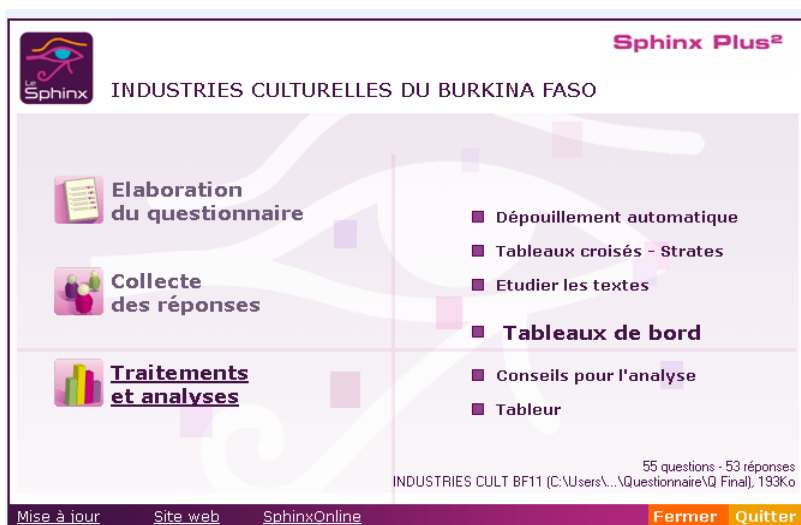 Sphinx Plus²
Le
Sphinx
INDUSTRIES CULTURELLES DU BURKINA FASO
Elaboration
du questionnaire
Collecte
des réponses
Traitements
et analyses
Dépouillement automatique
Tableaux croisés - Strates
Etudier les textes
Tableaux de bord
Conseils pour l'analyse
Tableur
55 questions - 53 réponses
INDUSTRIES CULT BF11 (C:\Users\...\Questionnaire\Q Final), 193Ko
Mise à jour Site web SphinxOnline Fermer Quitter